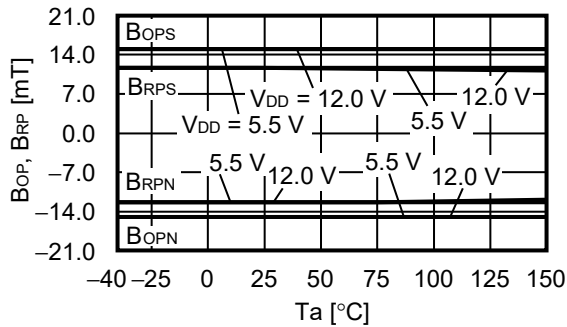 21.0
BOPS
14.0
BRPS
VDD = 12.0 V
12.0 V
7.0
VDD = 5.5 V
5.5 V
0.0
BOP, BRP [mT]
5.5 V
5.5 V
12.0 V
12.0 V
−7.0
BRPN
−14.0
BOPN
−21.0
−40 −25 0 25 50 75 100 125 150
Ta [°C]